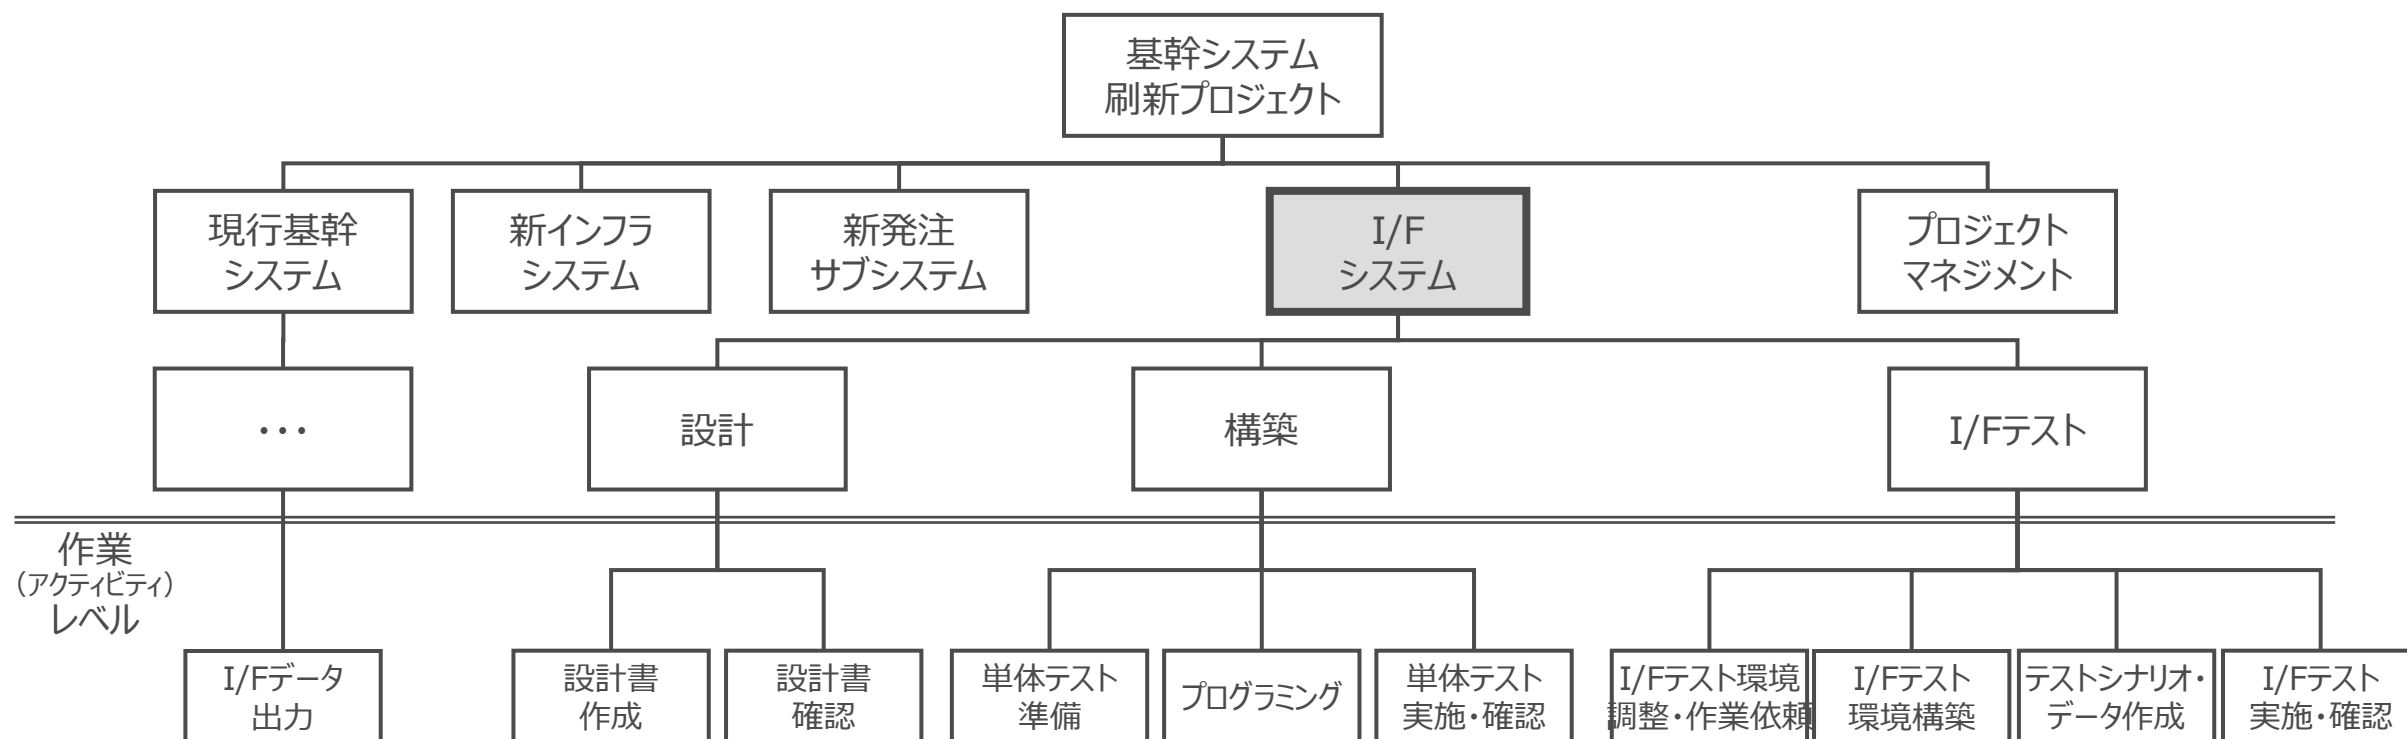 基幹システム
刷新プロジェクト
現行基幹
システム
新インフラ
システム
新発注
サブシステム
I/F
システム
プロジェクト
マネジメント
・・・
設計
構築
I/Fテスト
作業
（アクティビティ）
レベル
I/Fデータ
出力
設計書
作成
設計書
確認
単体テスト
準備
プログラミング
単体テスト
実施・確認
I/Fテスト環境
調整・作業依頼
I/Fテスト
環境構築
テストシナリオ・
データ作成
I/Fテスト
実施・確認